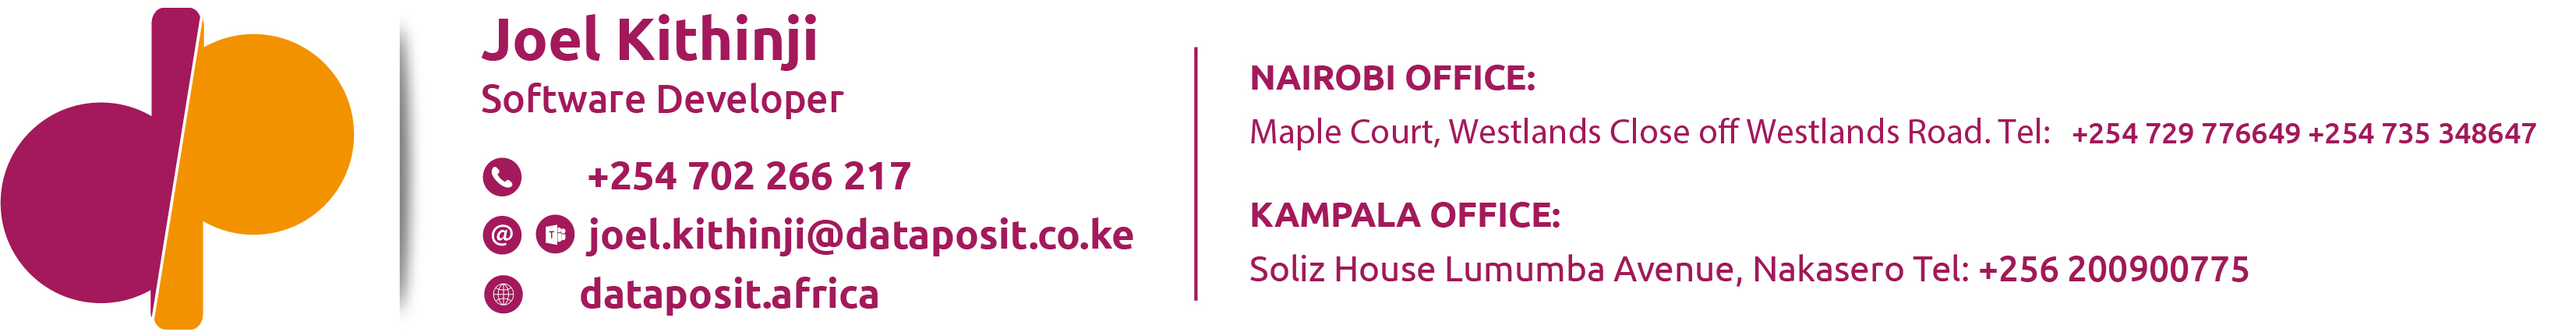 Joel Kithinji
Software Developer
+254 702 266 217
joel.kithinji@dataposit.co.ke
dataposit.africa
NAIROBI OFFICE:
Maple Court, Westlands Close off Westlands Road. Tel: +254 729 776649 +254 735 348647
KAMPALA OFFICE:
Soliz House Lumumba Avenue, Nakasero Tel: +256 200900775